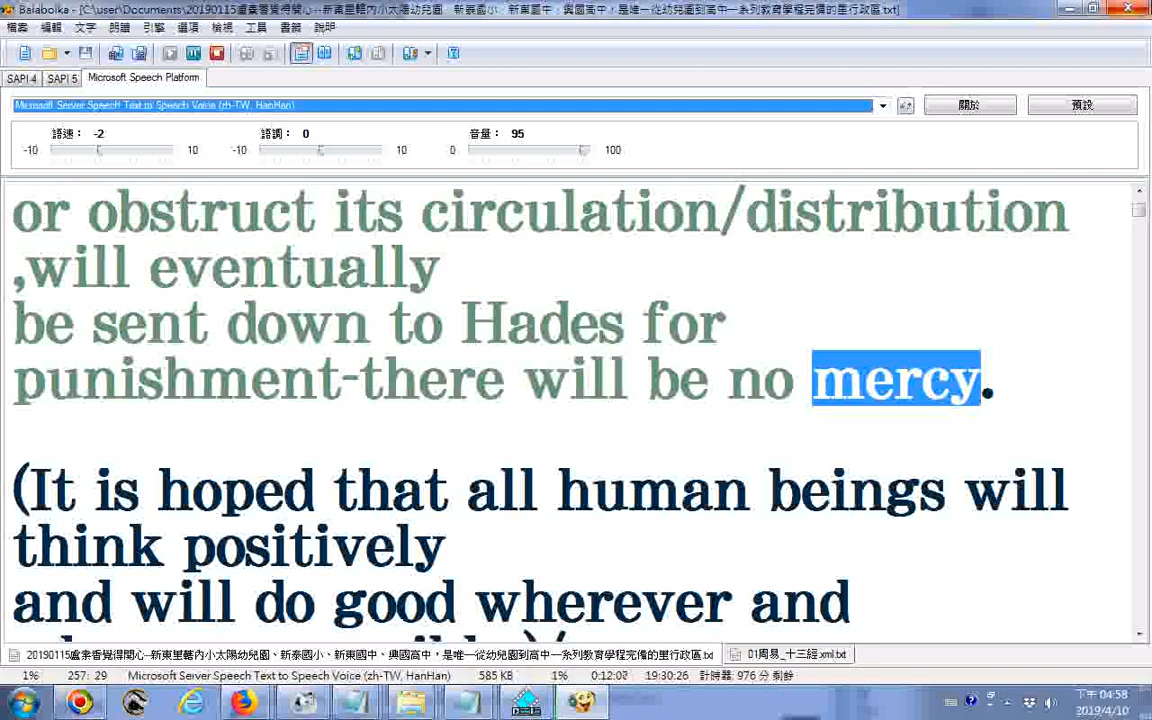 Balabolka - [C:\user\Documents\20190115盧棗香覺得開心--新東里轄內小太陽幼兒園、新泰國小、新東國中、興國高中，是唯一從幼兒園到高中一系列教育學程完備的里行政區.txt]
檔案 編輯 文字 朗讀 引擎 選項 檢視 工具 書籤 說明
SAPI 4 SAPI 5 Microsoft Speech Platform
Microsoft Server Speech Text to Speech Voice (zh-TW, HanHan) 關於 預設
語速： -2 語調： 0 音量： 95
-10 10 -10 10 0 100
or obstruct its circulation/distribution
,will eventually
be sent down to Hades for
punishment-there will be no mercy.
(It is hoped that all human beings will
think positively
and will do good wherever and
20190115盧棗香覺得開心--新東里轄內小太陽幼兒園、新泰國小、新東國中、興國高中，是唯一從幼兒園到高中一系列教育學程完備的里行政區.txt 01周易_十三經.xml.txt
1% 257: 29 Microsoft Server Speech Text to Speech Voice (zh-TW, HanHan) 585 KB 1% 0:12:02 19:30:26 計時器: 976 分 剩餘
下午 04:58
2019/4/10